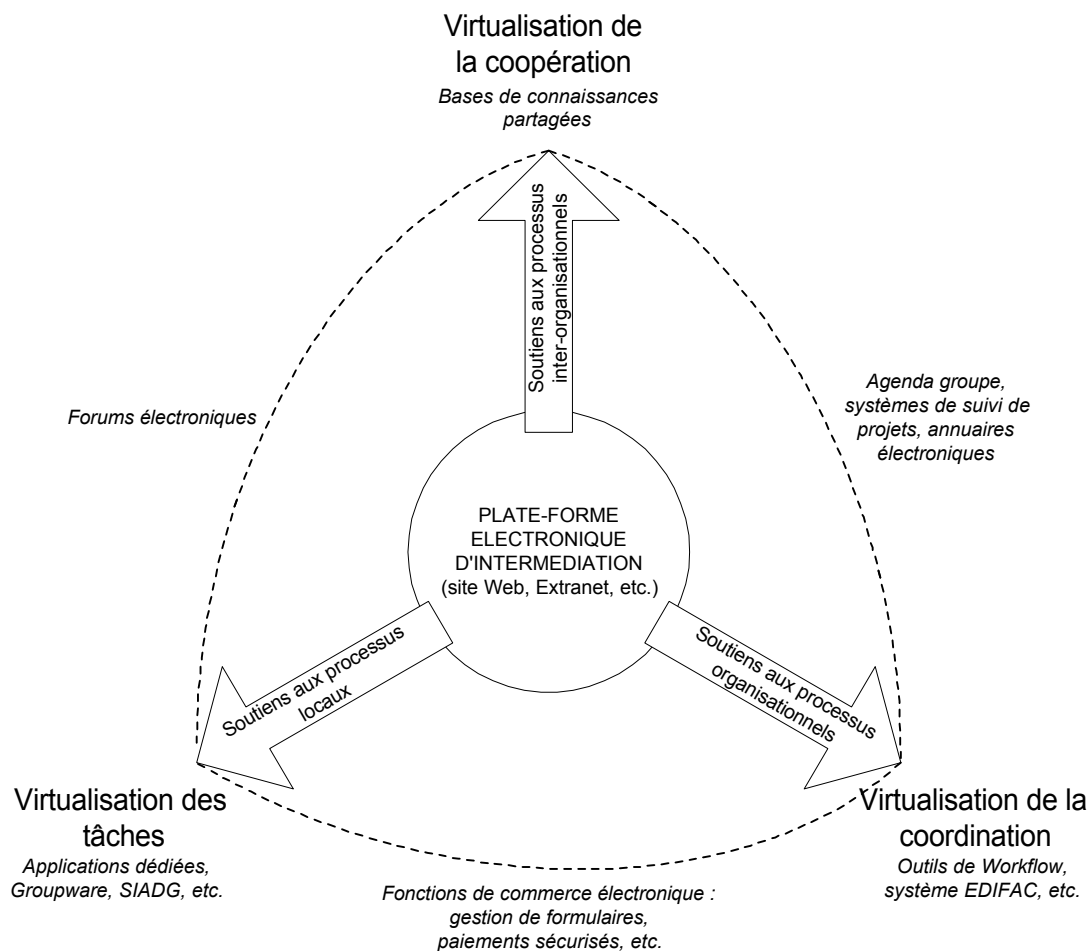 Virtualisation de
la coopération
Bases de connaissances
partagées
Soutiens aux processus
inter-organisationnels
Forums électroniques
Agenda groupe,
systèmes de suivi de
projets, annuaires
électroniques
PLATE-FORME
ELECTRONIQUE
D'INTERMEDIATION
(site Web, Extranet, etc.)
Soutiens aux processus
locaux
Soutiens aux processus
organisationnels
Virtualisation des
tâches
Applications dédiées,
Groupware, SIADG, etc.
Virtualisation de la
coordination
Outils de Workflow,
système EDIFAC, etc.
Fonctions de commerce électronique :
gestion de formulaires,
paiements sécurisés, etc.